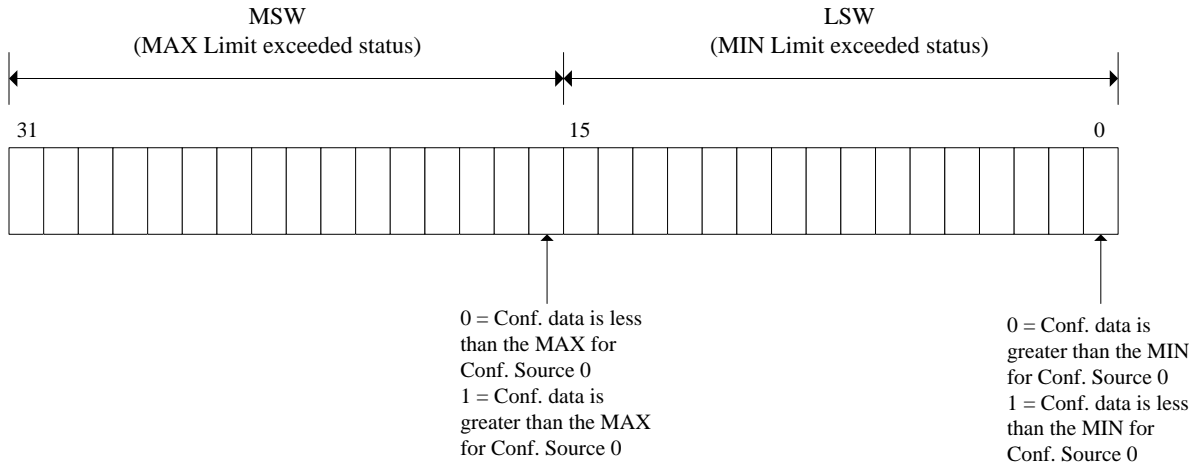 MSW
(MAX Limit exceeded status)
LSW
(MIN Limit exceeded status)
31
15
0
0 = Conf. data is less
than the MAX for
Conf. Source 0
1 = Conf. data is
greater than the MAX
for Conf. Source 0
0 = Conf. data is
greater than the MIN
for Conf. Source 0
1 = Conf. data is less
than the MIN for
Conf. Source 0